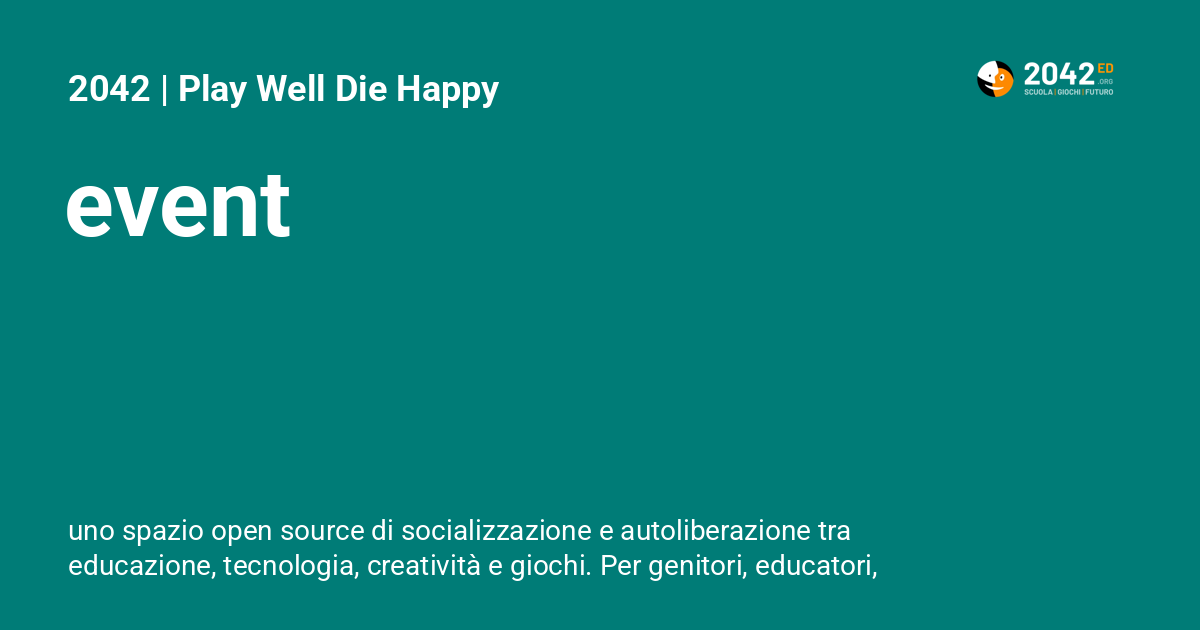 2042 | Play Well Die Happy
2042 ED
.ORG
SCUOLA | GIOCHI | FUTURO
event
uno spazio open source di socializzazione e autoliberazione tra
educazione, tecnologia, creatività e giochi. Per genitori, educatori,